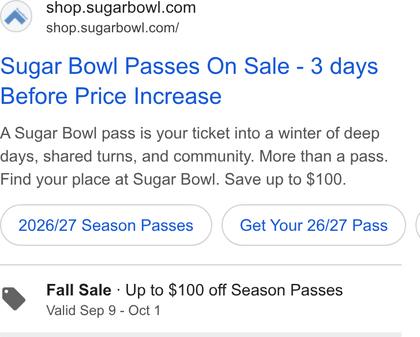 shop.sugarbowl.com
shop.sugarbowl.com/
Sugar Bowl Passes On Sale - 3 days
Before Price Increase
A Sugar Bowl pass is your ticket into a winter of deep
days, shared turns, and community. More than a pass.
Find your place at Sugar Bowl. Save up to $100.
2026/27 Season Passes
Get Your 26/27 Pass
Fall Sale · Up to $100 off Season Passes
Valid Sep 9 - Oct 1